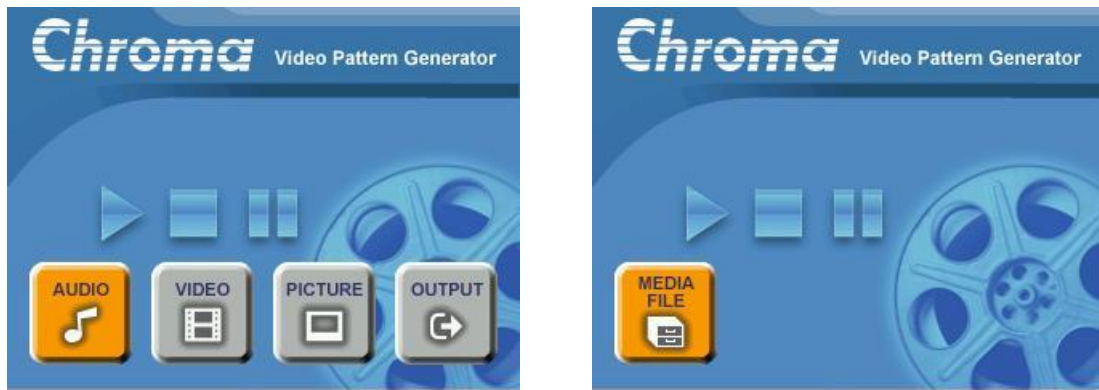 Chroma Video Pattern Generator
AUDIO
VIDEO
PICTURE
OUTPUT
Chroma Video Pattern Generator
MEDIA
FILE